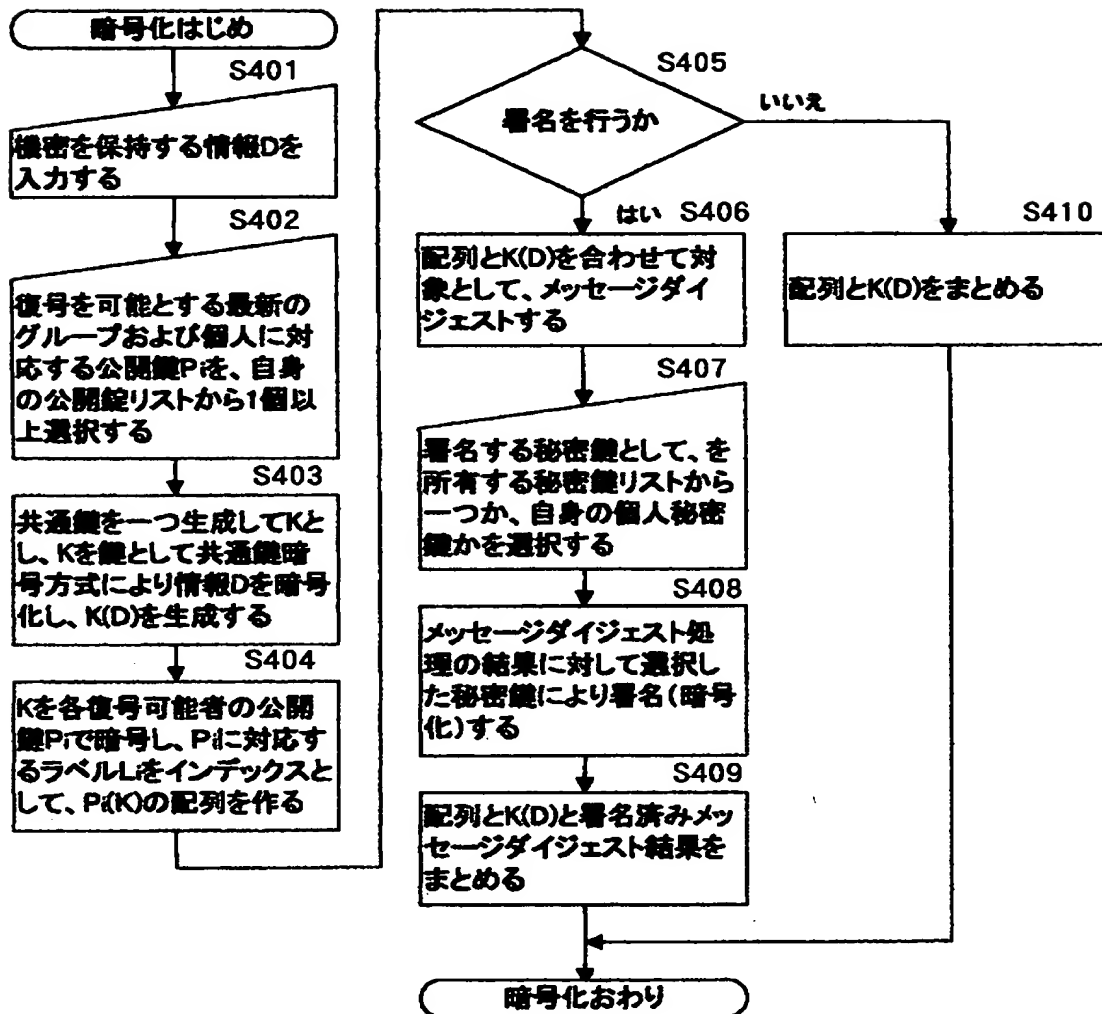 暗号化はじめ
S401
機密を保持する情報Dを
入力する
S402
復号を可能とする最新の
グループおよび個人に対
応する公開鍵Piを、自身
の公開錠リストから1個以
上選択する
S403
共通鍵を一つ生成してKと
し、Kを鍵として共通鍵暗
号方式により情報Dを暗号
化し、K(D)を生成する
S404
Kを各復号可能者の公開
鍵Piで暗号し、Piに対応す
るラベルLiをインデックスと
して、Pi(K)の配列を作る
S405
署名を行うか
いいえ
はい
S406
配列とK(D)を合わせて対
象として、メッセージダイ
ジェストする
S407
署名する秘密鍵として、を
所有する秘密鍵リストから
一つか、自身の個人秘密
鍵かを選択する
S408
メッセージダイジェスト処
理の結果に対して選択し
た秘密鍵により署名(暗号
化)する
S409
配列とK(D)と署名済みメッ
セージダイジェスト結果を
まとめる
S410
配列とK(D)をまとめる
暗号化おわり